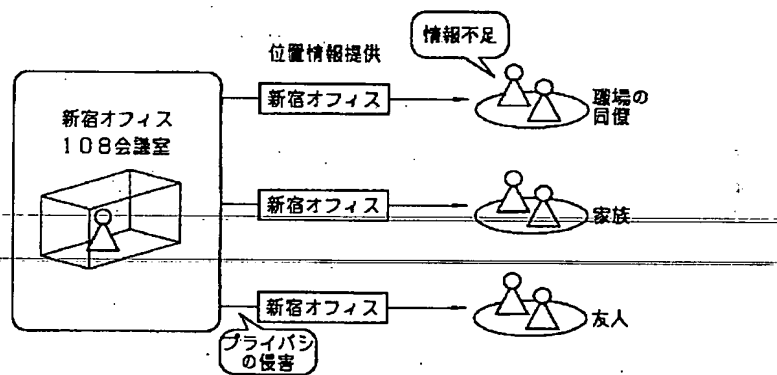 情報不足
位置情報提供
新宿オフィス
職場の
同僚
新宿オフィス
108会議室
新宿オフィス
家族
新宿オフィス
友人
プライバシ
の侵害